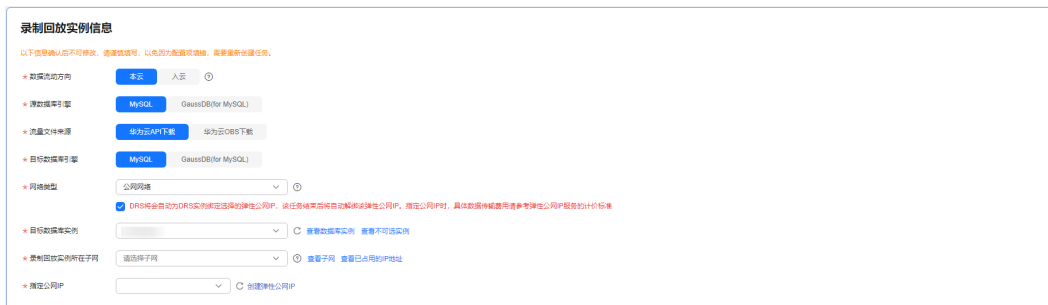 录制回放实例信息
以下信息确认后不可修改，请谨慎填写，以免因为配置项填错，需要重新创建任务。
* 数据流动方向 本云 入云
* 源数据库引擎 MySQL GaussDB(for MySQL)
* 流量文件来源 华为云API下载 华为云OBS下载
* 目标数据库引擎 MySQL GaussDB(for MySQL)
* 网络类型 公网网络
DRS将会自动为DRS实例绑定选择的弹性公网IP，该任务结束后将自动解绑该弹性公网IP。指定公网IP时，具体数据传输费用请参考弹性公网IP服务的计价标准
* 目标数据库实例 查看数据库实例 查看不可选实例
* 录制回放实例所在子网 请选择子网 查看子网 查看已占用的IP地址
* 指定公网IP 创建弹性公网IP